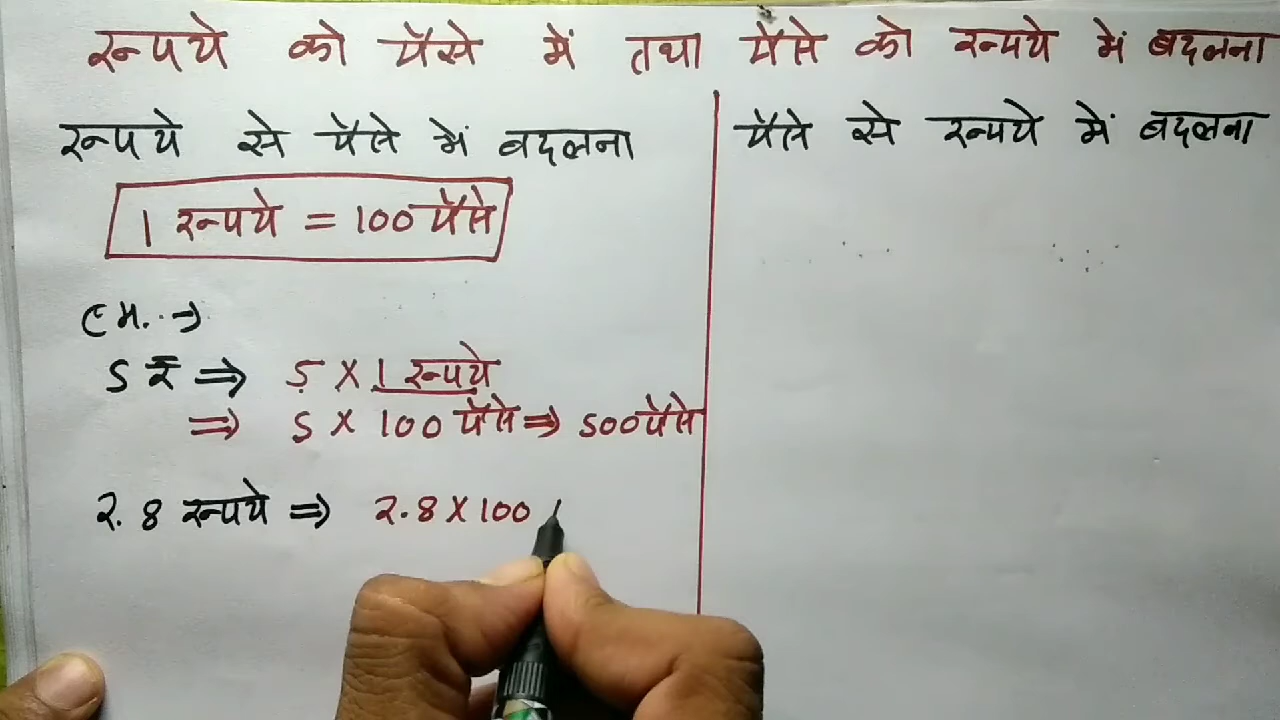 रूपये को पैसे में तथा पैसे को रूपये में बदलना
रूपये से पैसे में बदलना
1 रूपये = 100 पैसे
Ex. →
5 रु ⇒ 5 × 1 रूपये
⇒ 5 × 100 पैसे ⇒ 500 पैसे
2.8 रूपये ⇒ 2.8 × 100
पैसे से रूपये में बदलना